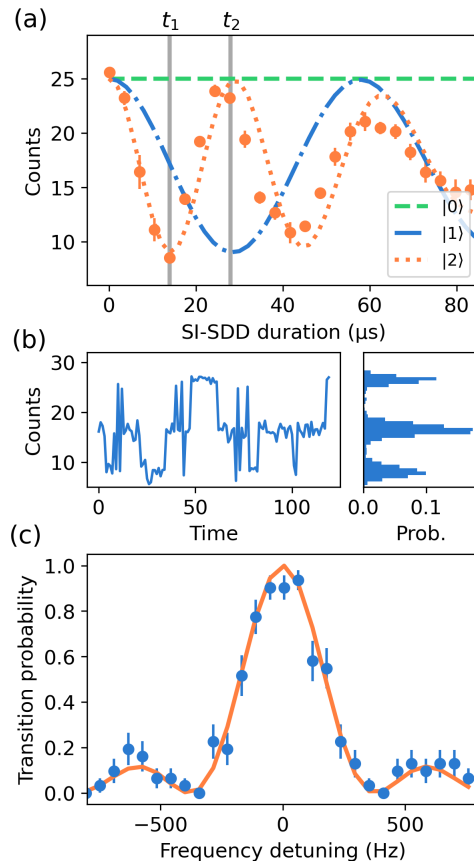 (a)
t₁ t₂
25
20
15
10
Counts
0 20 40 60 80
SI-SDD duration (μs)
|0⟩
|1⟩
|2⟩
(b)
30
20
10
Counts
0 100
Time
0.0 0.1
Prob.
(c)
1.0
0.8
0.6
0.4
0.2
0.0
Transition probability
−500 0 500
Frequency detuning (Hz)